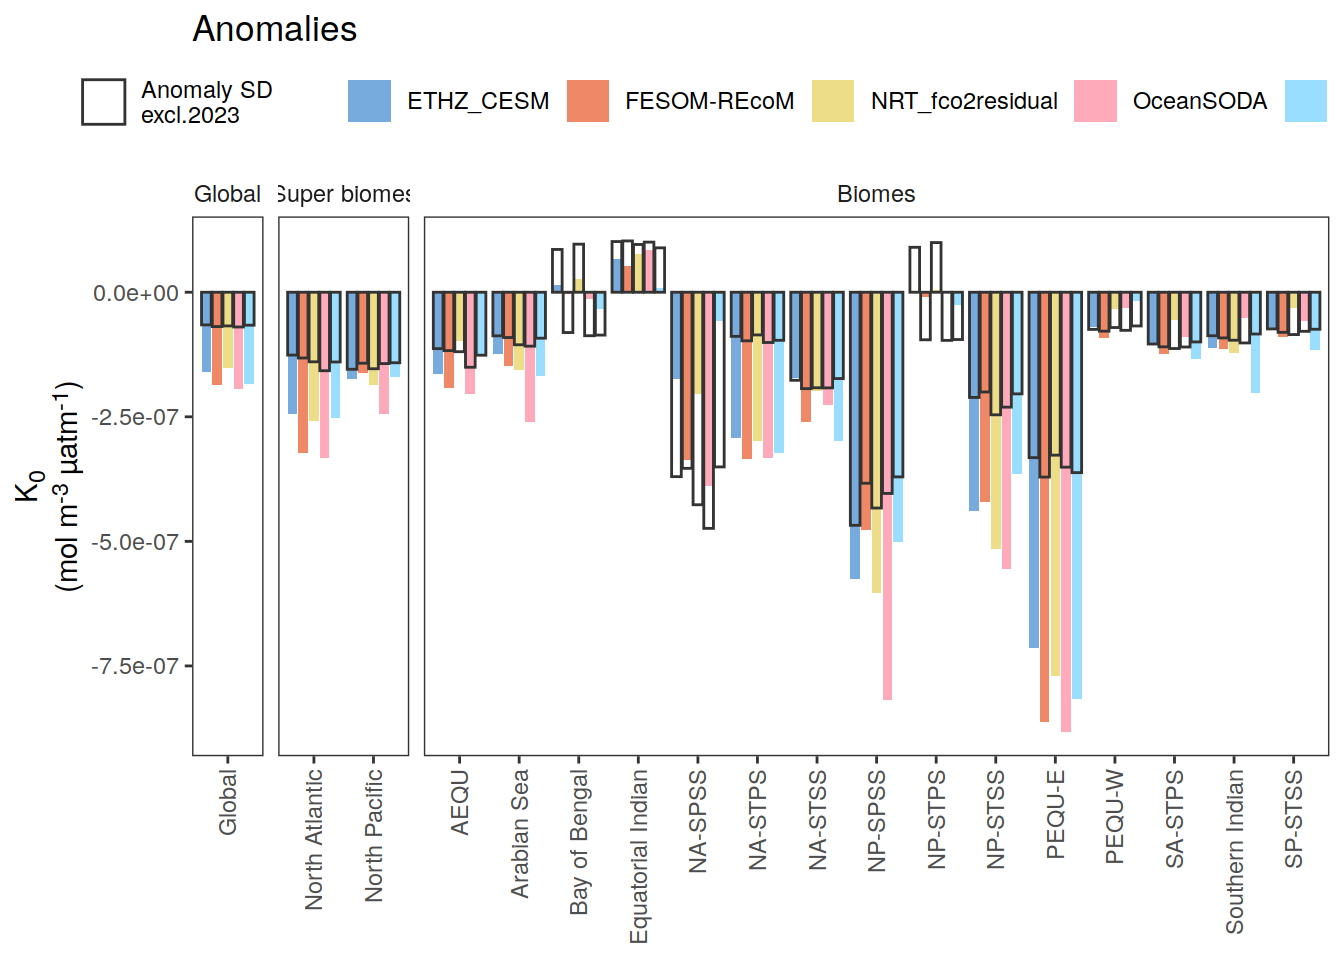 Anomalies
Anomaly SD
excl.2023
ETHZ_CESM
FESOM-REcoM
NRT_fco2residual
OceanSODA
Global
Super biomes
Biomes
K0
(mol m-3 µatm-1)
0.0e+00
-2.5e-07
-5.0e-07
-7.5e-07
Global
North Atlantic
North Pacific
AEQU
Arabian Sea
Bay of Bengal
Equatorial Indian
NA-SPSS
NA-STPS
NA-STSS
NP-SPSS
NP-STPS
NP-STSS
PEQU-E
PEQU-W
SA-STPS
Southern Indian
SP-STSS